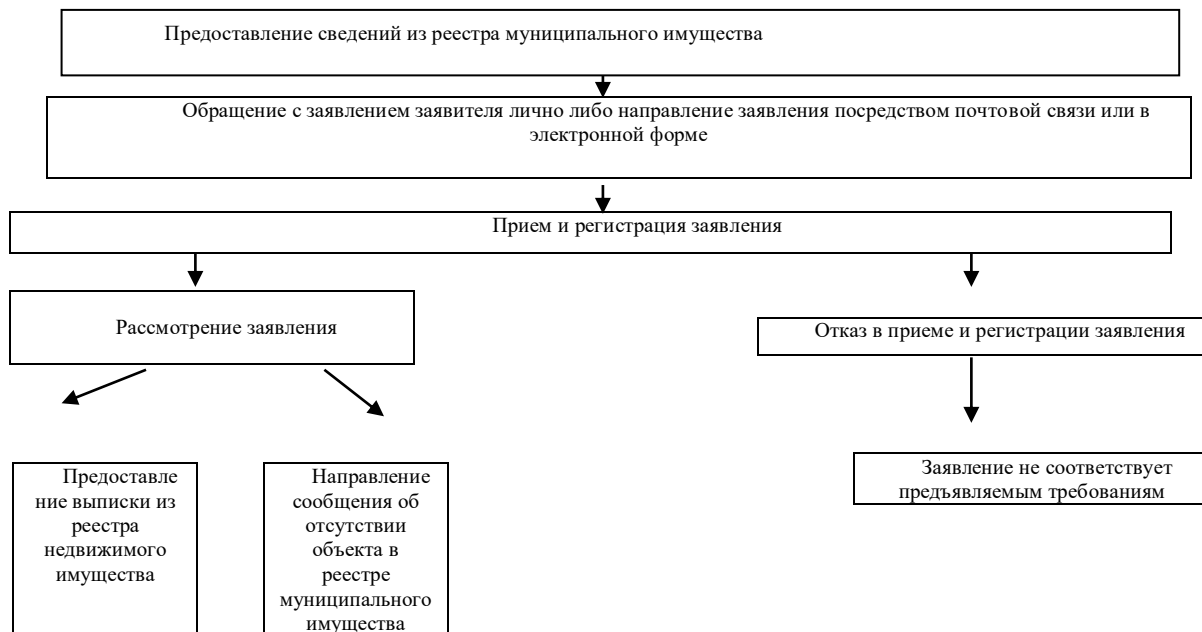 Предоставление сведений из реестра муниципального имущества
Обращение с заявлением заявителя лично либо направление заявления посредством почтовой связи или в
электронной форме
Прием и регистрация заявления
Рассмотрение заявления
Отказ в приеме и регистрации заявления
Предоставле
ние выписки из
реестра
недвижимого
имущества
Направление
сообщения об
отсутствии
объекта в
реестре
муниципального
имущества
Заявление не соответствует
предъявляемым требованиям